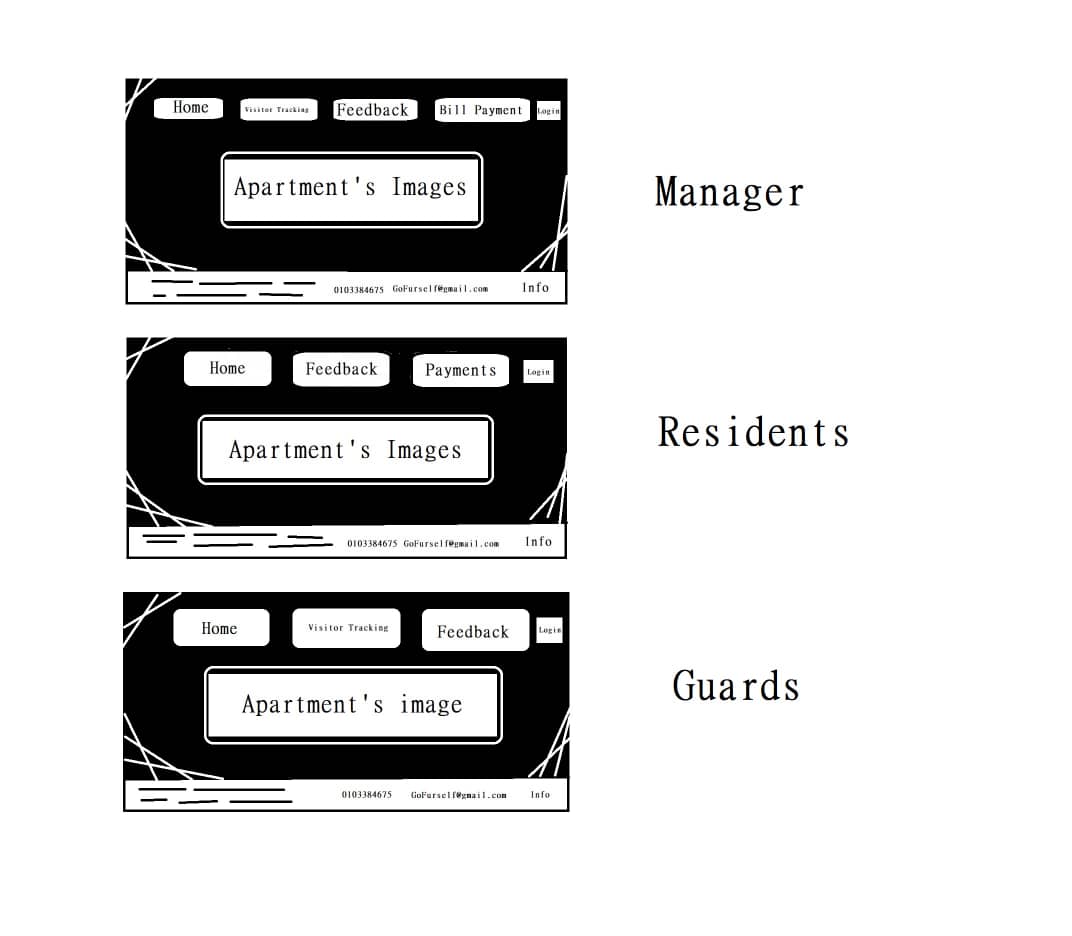 Home Visitor Tracking Feedback Bill Payment Login
Apartment's Images
Manager
0103384675 GoFurself@gmail.com Info
Home Feedback Payments Login
Apartment's Images
Residents
0103384675 GoFurself@gmail.com Info
Home Visitor Tracking Feedback Login
Apartment's image
Guards
0103384675 GoFurself@gmail.com Info